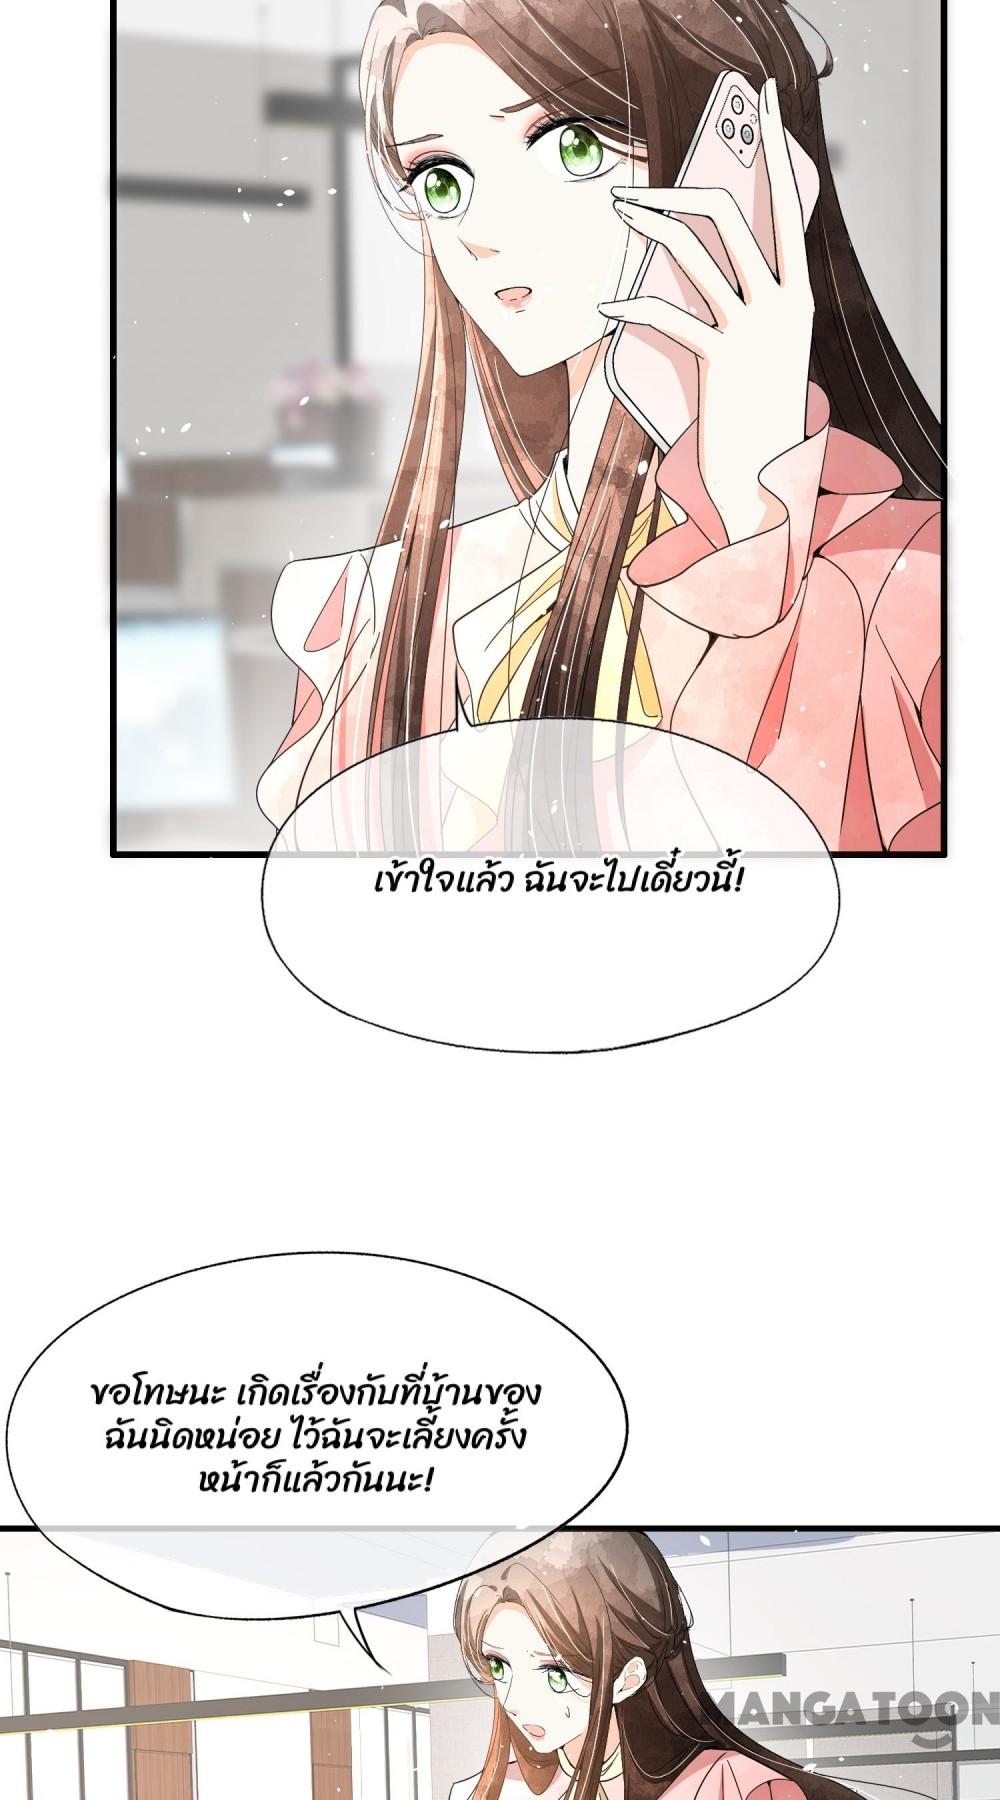 เข้าใจแล้ว ฉันจะไปเดี๋ยวนี้!
ขอโทษนะ เกิดเรื่องกับที่บ้านของ
ฉันนิดหน่อย ไว้ฉันจะเลี้ยงครั้ง
หน้าก็แล้วกันนะ!
MANGATOON